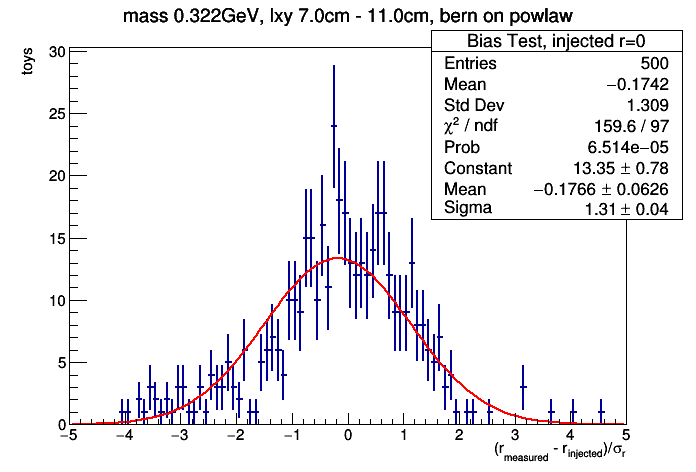 mass 0.322GeV, lxy 7.0cm - 11.0cm, bern on powlaw
Bias Test, injected r=0
Entries 500
Mean −0.1742
Std Dev 1.309
χ² / ndf 159.6 / 97
Prob 6.514e−05
Constant 13.35 ± 0.78
Mean −0.1766 ± 0.0626
Sigma 1.31 ± 0.04
toys
30
25
20
15
10
5
0
−5 −4 −3 −2 −1 0 1 2 3 4 5
(r_measured - r_injected)/σ_r